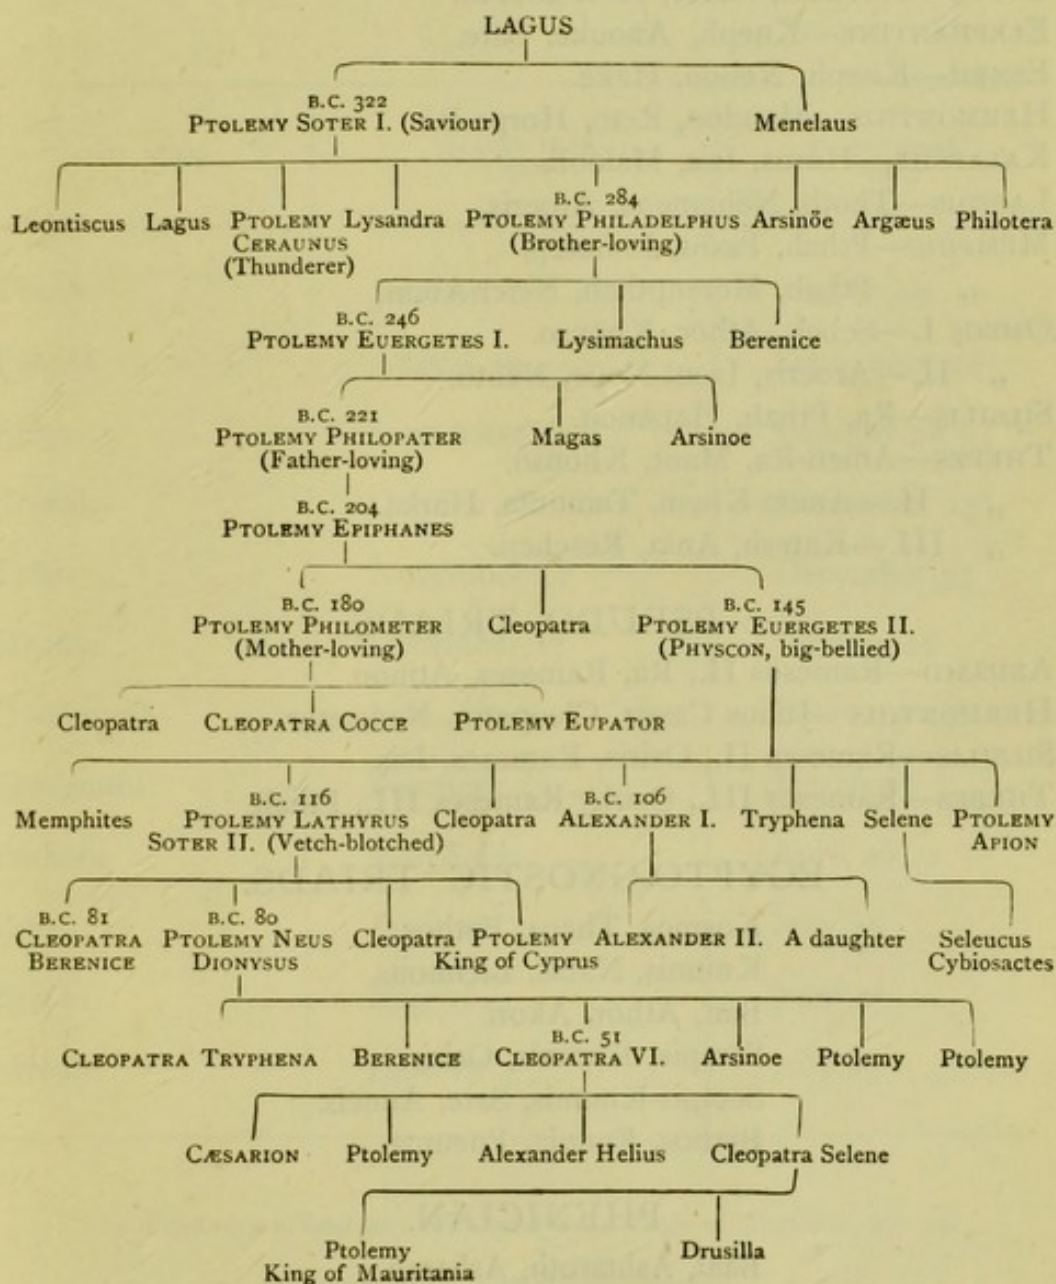 LAGUS
B.C. 322
PTOLEMY SOTER I. (Saviour) Menelaus
B.C. 284
Leontiscus Lagus PTOLEMY Lysandra PTOLEMY PHILADELPHUS Arsinöe Argæus Philotera
CERAUNUS (Brother-loving)
(Thunderer)
B.C. 246
PTOLEMY EUERGETES I. Lysimachus Berenice
B.C. 221
PTOLEMY PHILOPATER Magas Arsinoe
(Father-loving)
B.C. 204
PTOLEMY EPIPHANES
B.C. 180 B.C. 145
PTOLEMY PHILOMETER Cleopatra PTOLEMY EUERGETES II.
(Mother-loving) (PHYSCON, big-bellied)
Cleopatra CLEOPATRA COCCE PTOLEMY EUPATOR
B.C. 116 B.C. 106
Memphites PTOLEMY LATHYRUS Cleopatra ALEXANDER I. Tryphena Selene PTOLEMY
SOTER II. (Vetch-blotched) APION
B.C. 81 B.C. 80
CLEOPATRA PTOLEMY NEUS Cleopatra PTOLEMY ALEXANDER II. A daughter Seleucus
BERENICE DIONYSUS King of Cyprus Cybiosactes
B.C. 51
CLEOPATRA TRYPHENA BERENICE CLEOPATRA VI. Arsinoe Ptolemy Ptolemy
CÆSARION Ptolemy Alexander Helius Cleopatra Selene
Ptolemy Drusilla
King of Mauritania